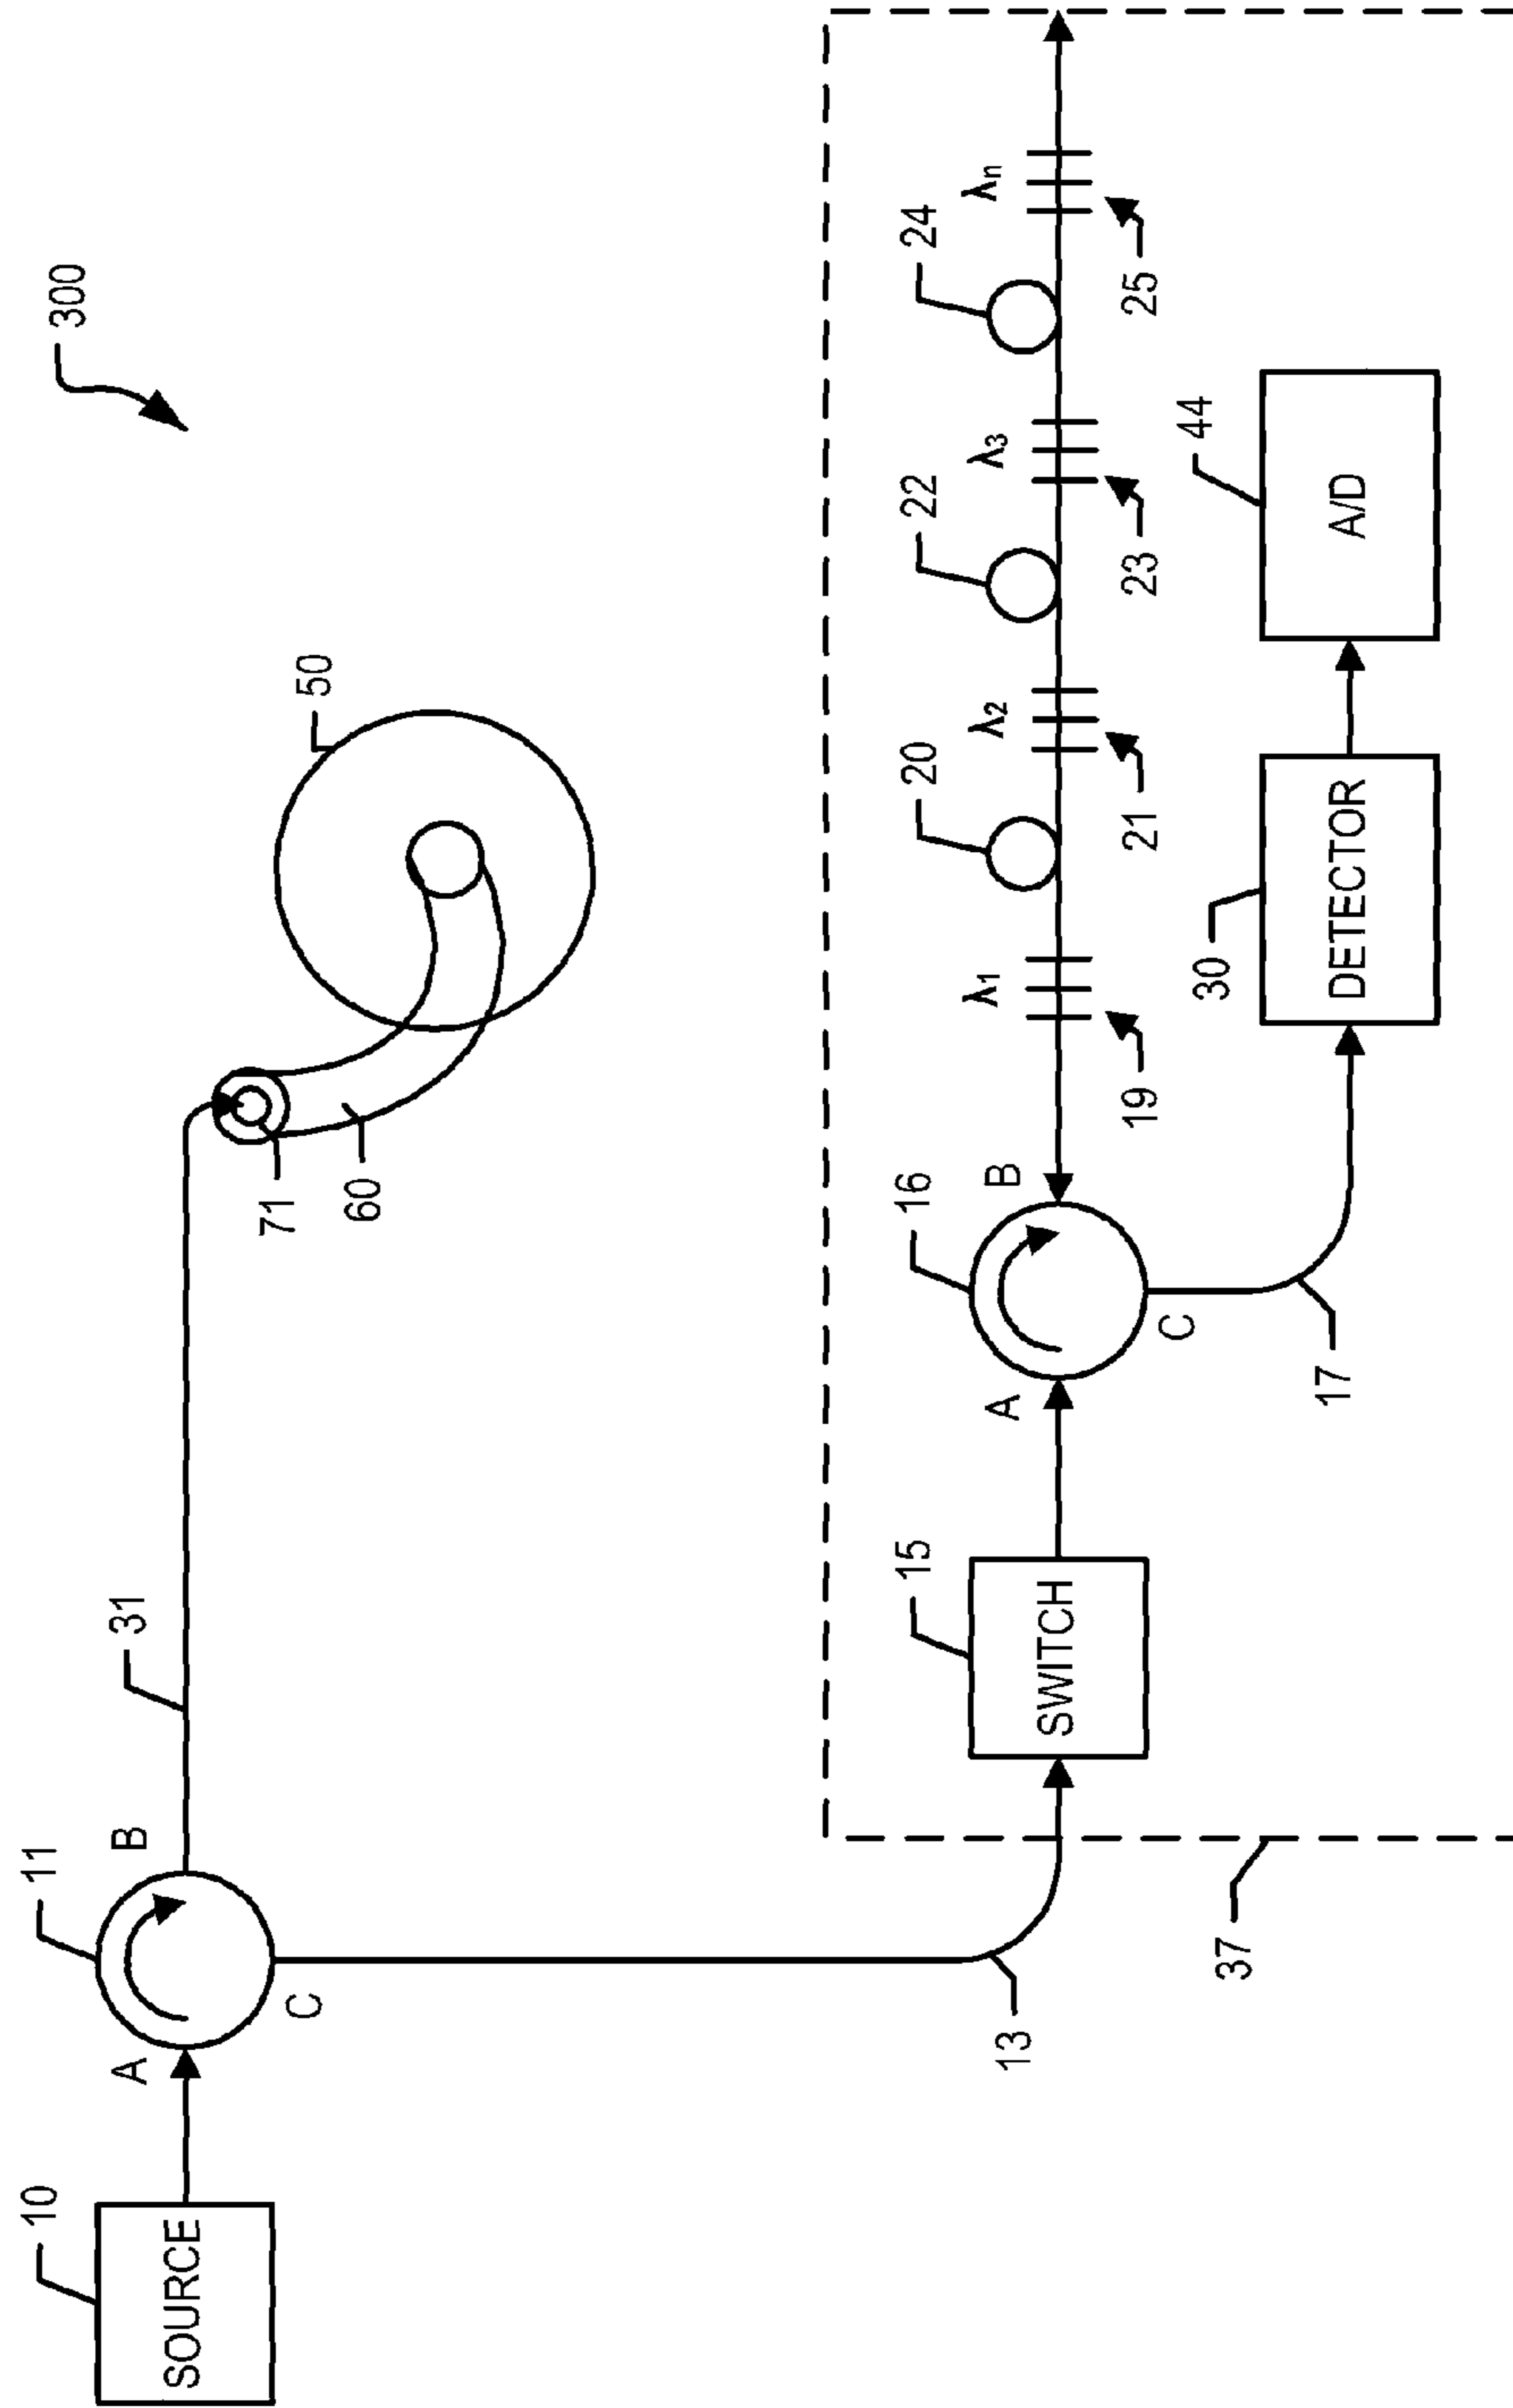 300
10
SOURCE
A
11
B
C
31
71
60
50
13
37
15
SWITCH
A
16
B
C
17
19
λ1
20
21
λ2
22
23
λ3
24
25
λn
30
DETECTOR
44
A/D